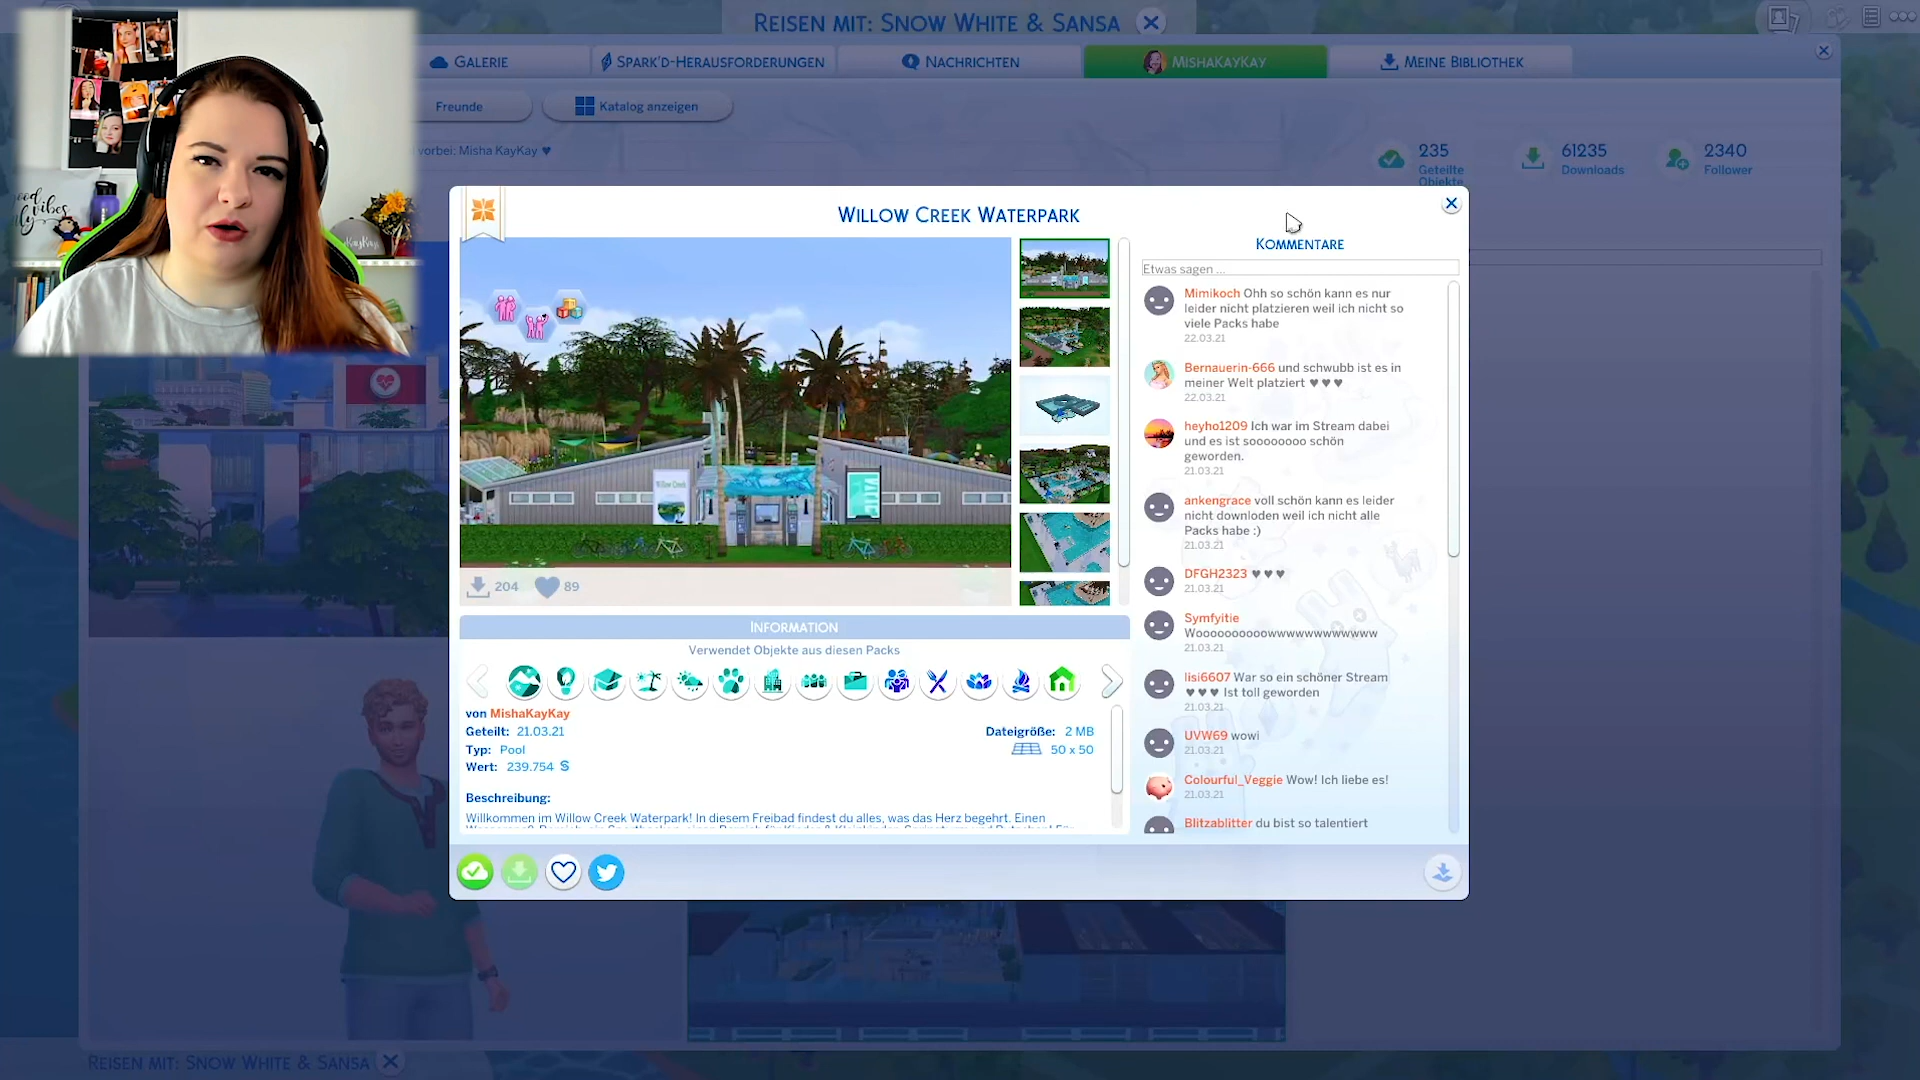 REISEN MIT: SNOW WHITE & SANSA
GALERIE
SPARK'D-HERAUSFORDERUNGEN
NACHRICHTEN
MISHAKAYKAY
MEINE BIBLIOTHEK
Freunde
Katalog anzeigen
vorbei: Misha KayKay ♥
235
Geteilte
Objekte
61235
Downloads
2340
Follower
WILLOW CREEK WATERPARK
Willow Creek
204
89
INFORMATION
Verwendet Objekte aus diesen Packs
von MishaKayKay
Geteilt: 21.03.21
Typ: Pool
Wert: 239.754 §
Dateigröße: 2 MB
50 x 50
Beschreibung:
Willkommen im Willow Creek Waterpark! In diesem Freibad findest du alles, was das Herz begehrt. Einen
KOMMENTARE
Etwas sagen ...
Mimikoch Ohh so schön kann es nur
leider nicht platzieren weil ich nicht so
viele Packs habe
22.03.21
Bernauerin-666 und schwubb ist es in
meiner Welt platziert ♥♥♥
22.03.21
heyho1209 Ich war im Stream dabei
und es ist soooooooo schön
geworden.
21.03.21
ankengrace voll schön kann es leider
nicht downloden weil ich nicht alle
Packs habe :)
21.03.21
DFGH2323 ♥♥♥
21.03.21
Symfyitie
Woooooooooowwwwwwwwwwww
21.03.21
lisi6607 War so ein schöner Stream
♥♥♥ Ist toll geworden
21.03.21
UVW69 wowi
21.03.21
Colourful_Veggie Wow! Ich liebe es!
21.03.21
Blitzablitter du bist so talentiert
REISEN MIT: SNOW WHITE & SANSA